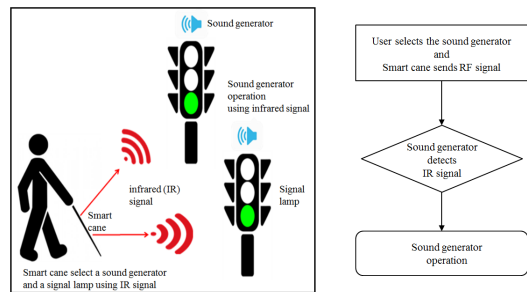 Sound generator
Sound generator
operation
using infrared signal
infrared (IR)
signal
Smart
cane
Signal
lamp
Smart cane select a sound generator
and a signal lamp using IR signal
User selects the sound generator
and
Smart cane sends RF signal
Sound generator
detects
IR signal
Sound generator
operation